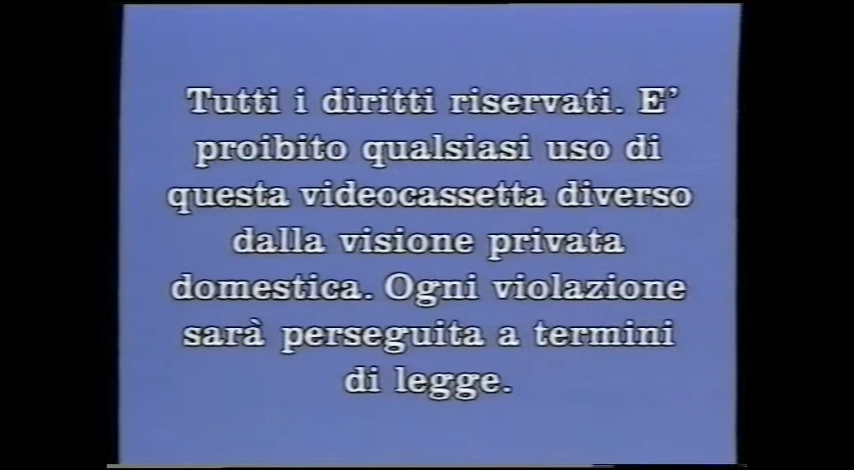 Tutti i diritti riservati. E'
proibito qualsiasi uso di
questa videocassetta diverso
dalla visione privata
domestica. Ogni violazione
sarà perseguita a termini
di legge.